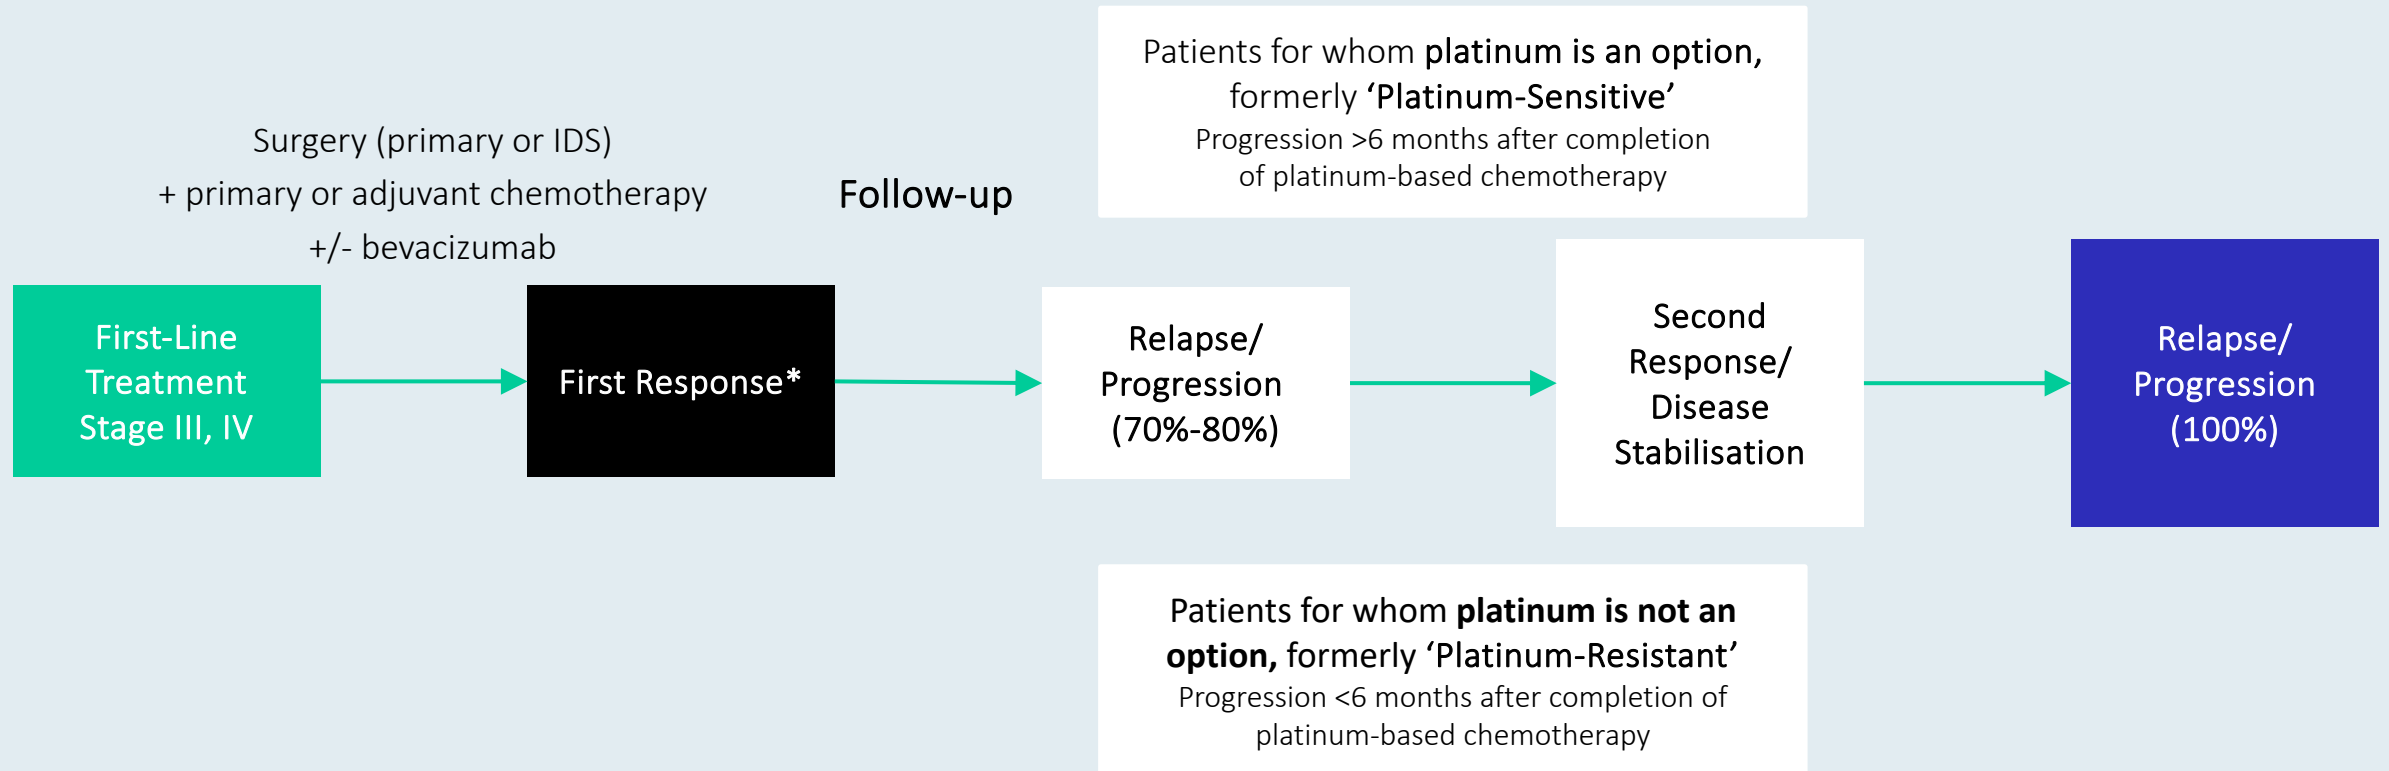 Surgery (primary or IDS)
+ primary or adjuvant chemotherapy
+/- bevacizumab
First-Line
Treatment
Stage III, IV
First Response*
Follow-up
Patients for whom platinum is an option,
formerly ‘Platinum-Sensitive’
Progression >6 months after completion
of platinum-based chemotherapy
Relapse/
Progression
(70%-80%)
Second
Response/
Disease
Stabilisation
Relapse/
Progression
(100%)
Patients for whom platinum is not an
option, formerly ‘Platinum-Resistant’
Progression <6 months after completion of
platinum-based chemotherapy